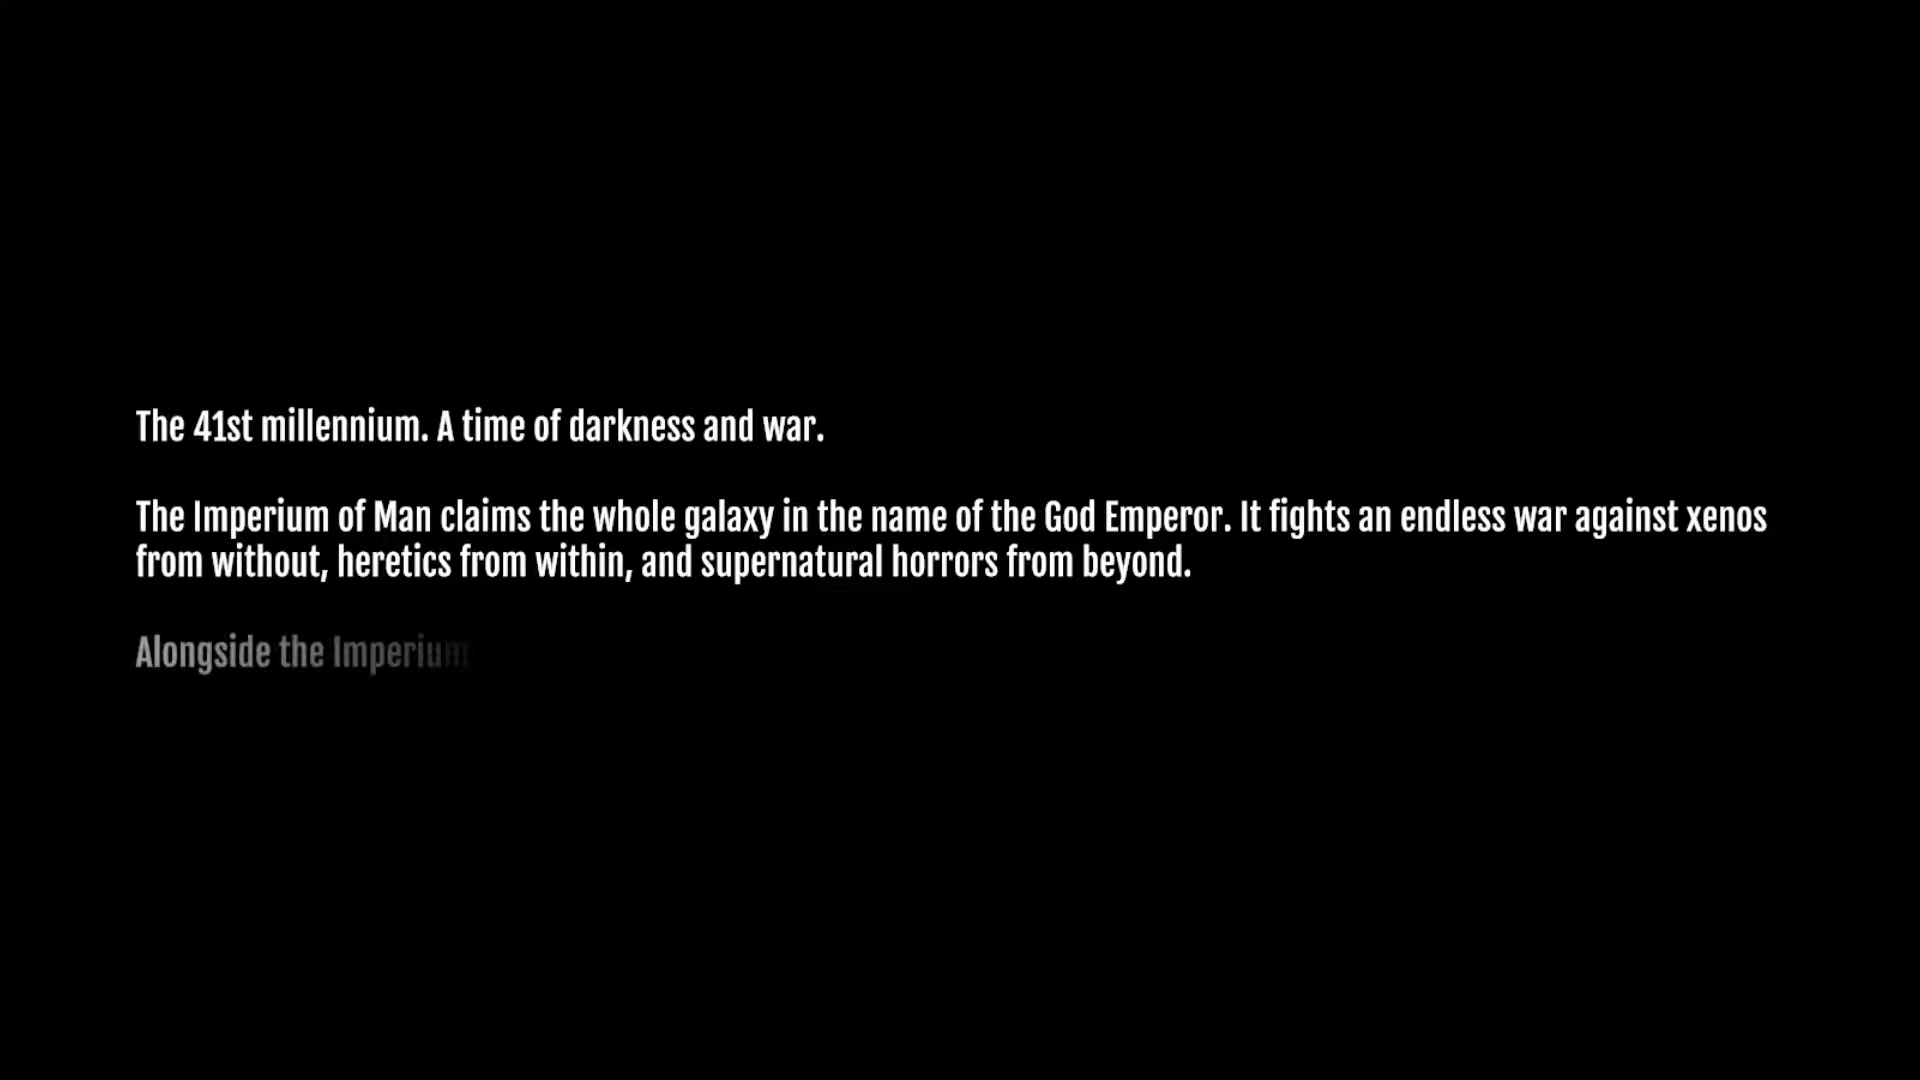 The 41st millennium. A time of darkness and war.
The Imperium of Man claims the whole galaxy in the name of the God Emperor. It fights an endless war against xenos
from without, heretics from within, and supernatural horrors from beyond.
Alongside the Imperium